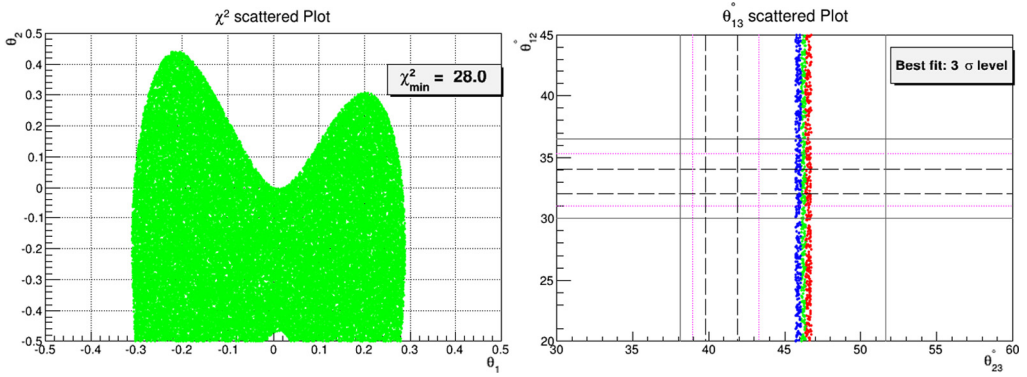 χ² scattered Plot
θ₂
0.5
0.4
0.3
0.2
0.1
0
-0.1
-0.2
-0.3
-0.4
-0.5
χ²min = 28.0
-0.5 -0.4 -0.3 -0.2 -0.1 0 0.1 0.2 0.3 0.4 0.5
θ₁
θ°₁₃ scattered Plot
θ°₁₂
45
40
35
30
25
20
Best fit: 3 σ level
30 35 40 45 50 55 60
θ°₂₃